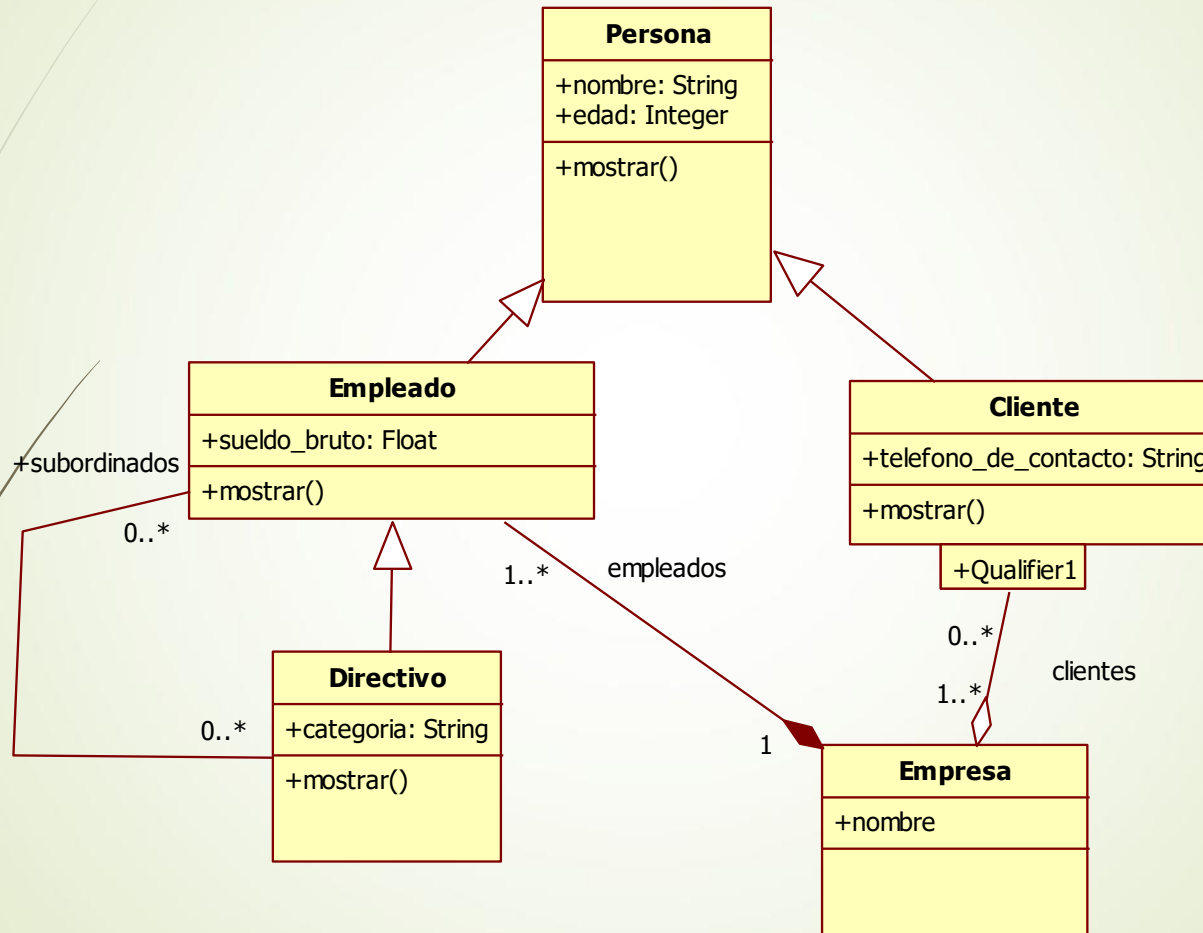 Persona
+nombre: String
+edad: Integer
+mostrar()
Empleado
+sueldo_bruto: Float
+mostrar()
Cliente
+telefono_de_contacto: String
+mostrar()
+Qualifier1
+subordinados
0..*
1..*
empleados
0..*
clientes
1..*
Directivo
+categoria: String
+mostrar()
0..*
1
Empresa
+nombre